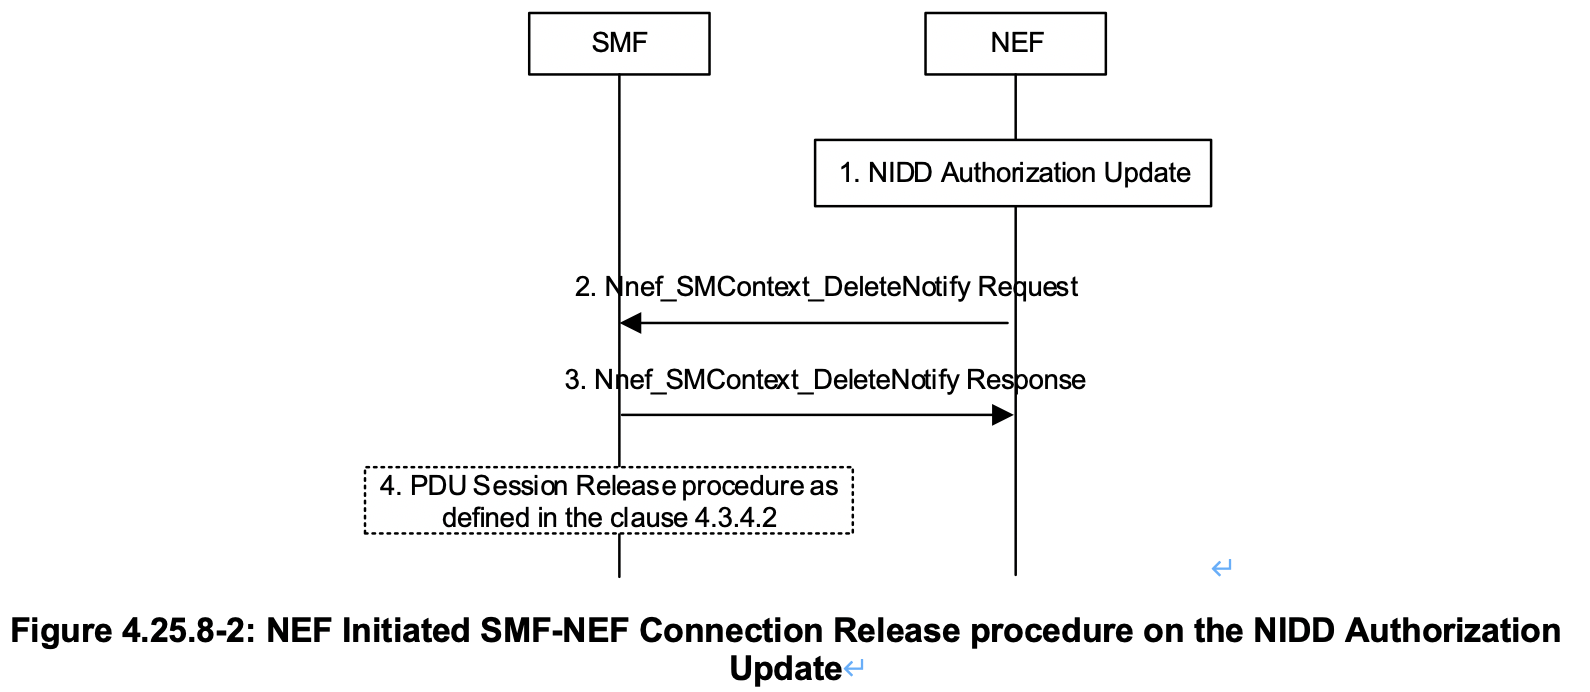 SMF
NEF
1. NIDD Authorization Update
2. Nnef_SMContext_DeleteNotify Request
3. Nnef_SMContext_DeleteNotify Response
4. PDU Session Release procedure as
defined in the clause 4.3.4.2
Figure 4.25.8-2: NEF Initiated SMF-NEF Connection Release procedure on the NIDD Authorization
Update